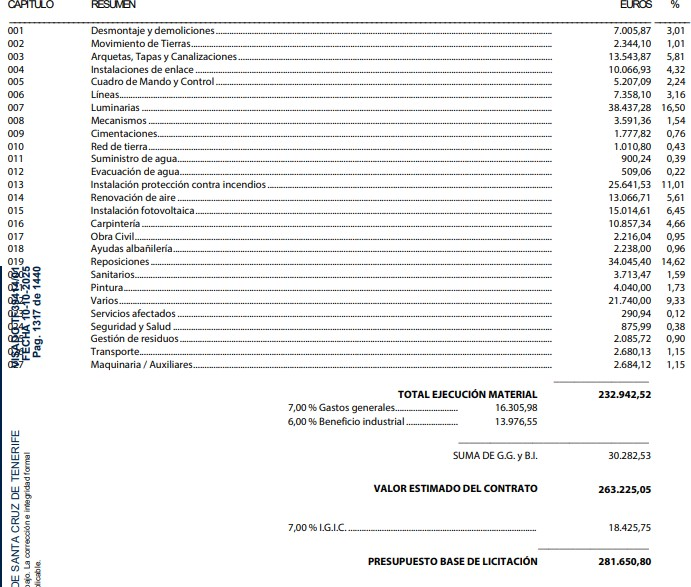 CAPITULO RESUMEN EUROS %
001 Desmontaje y demoliciones 7.005,87 3,01
002 Movimiento de Tierras 2.344,10 1,01
003 Arquetas, Tapas y Canalizaciones 13.543,87 5,81
004 Instalaciones de enlace 10.066,93 4,32
005 Cuadro de Mando y Control 5.207,09 2,24
006 Líneas 7.358,10 3,16
007 Luminarias 38.437,28 16,50
008 Mecanismos 3.591,36 1,54
009 Cimentaciones 1.777,82 0,76
010 Red de tierra 1.010,80 0,43
011 Suministro de agua 900,24 0,39
012 Evacuación de agua 509,06 0,22
013 Instalación protección contra incendios 25.641,53 11,01
014 Renovación de aire 13.066,71 5,61
015 Instalación fotovoltaica 15.014,61 6,45
016 Carpintería 10.857,34 4,66
017 Obra Civil 2.216,04 0,95
018 Ayudas albañilería 2.238,00 0,96
019 Reposiciones 34.045,40 14,62
Sanitarios 3.713,47 1,59
Pintura 4.040,00 1,73
Varios 21.740,00 9,33
Servicios afectados 290,94 0,12
Seguridad y Salud 875,99 0,38
Gestión de residuos 2.085,72 0,90
Transporte 2.680,13 1,15
Maquinaria / Auxiliares 2.684,12 1,15
TOTAL EJECUCIÓN MATERIAL 232.942,52
7,00 % Gastos generales 16.305,98
6,00 % Beneficio industrial 13.976,55
SUMA DE G.G. y B.I. 30.282,53
VALOR ESTIMADO DEL CONTRATO 263.225,05
7,00 % I.G.I.C. 18.425,75
PRESUPUESTO BASE DE LICITACIÓN 281.650,80
FECHA 10-10-2025
Pag. 1317 de 1440
DE SANTA CRUZ DE TENERIFE
La corrección e integridad formal